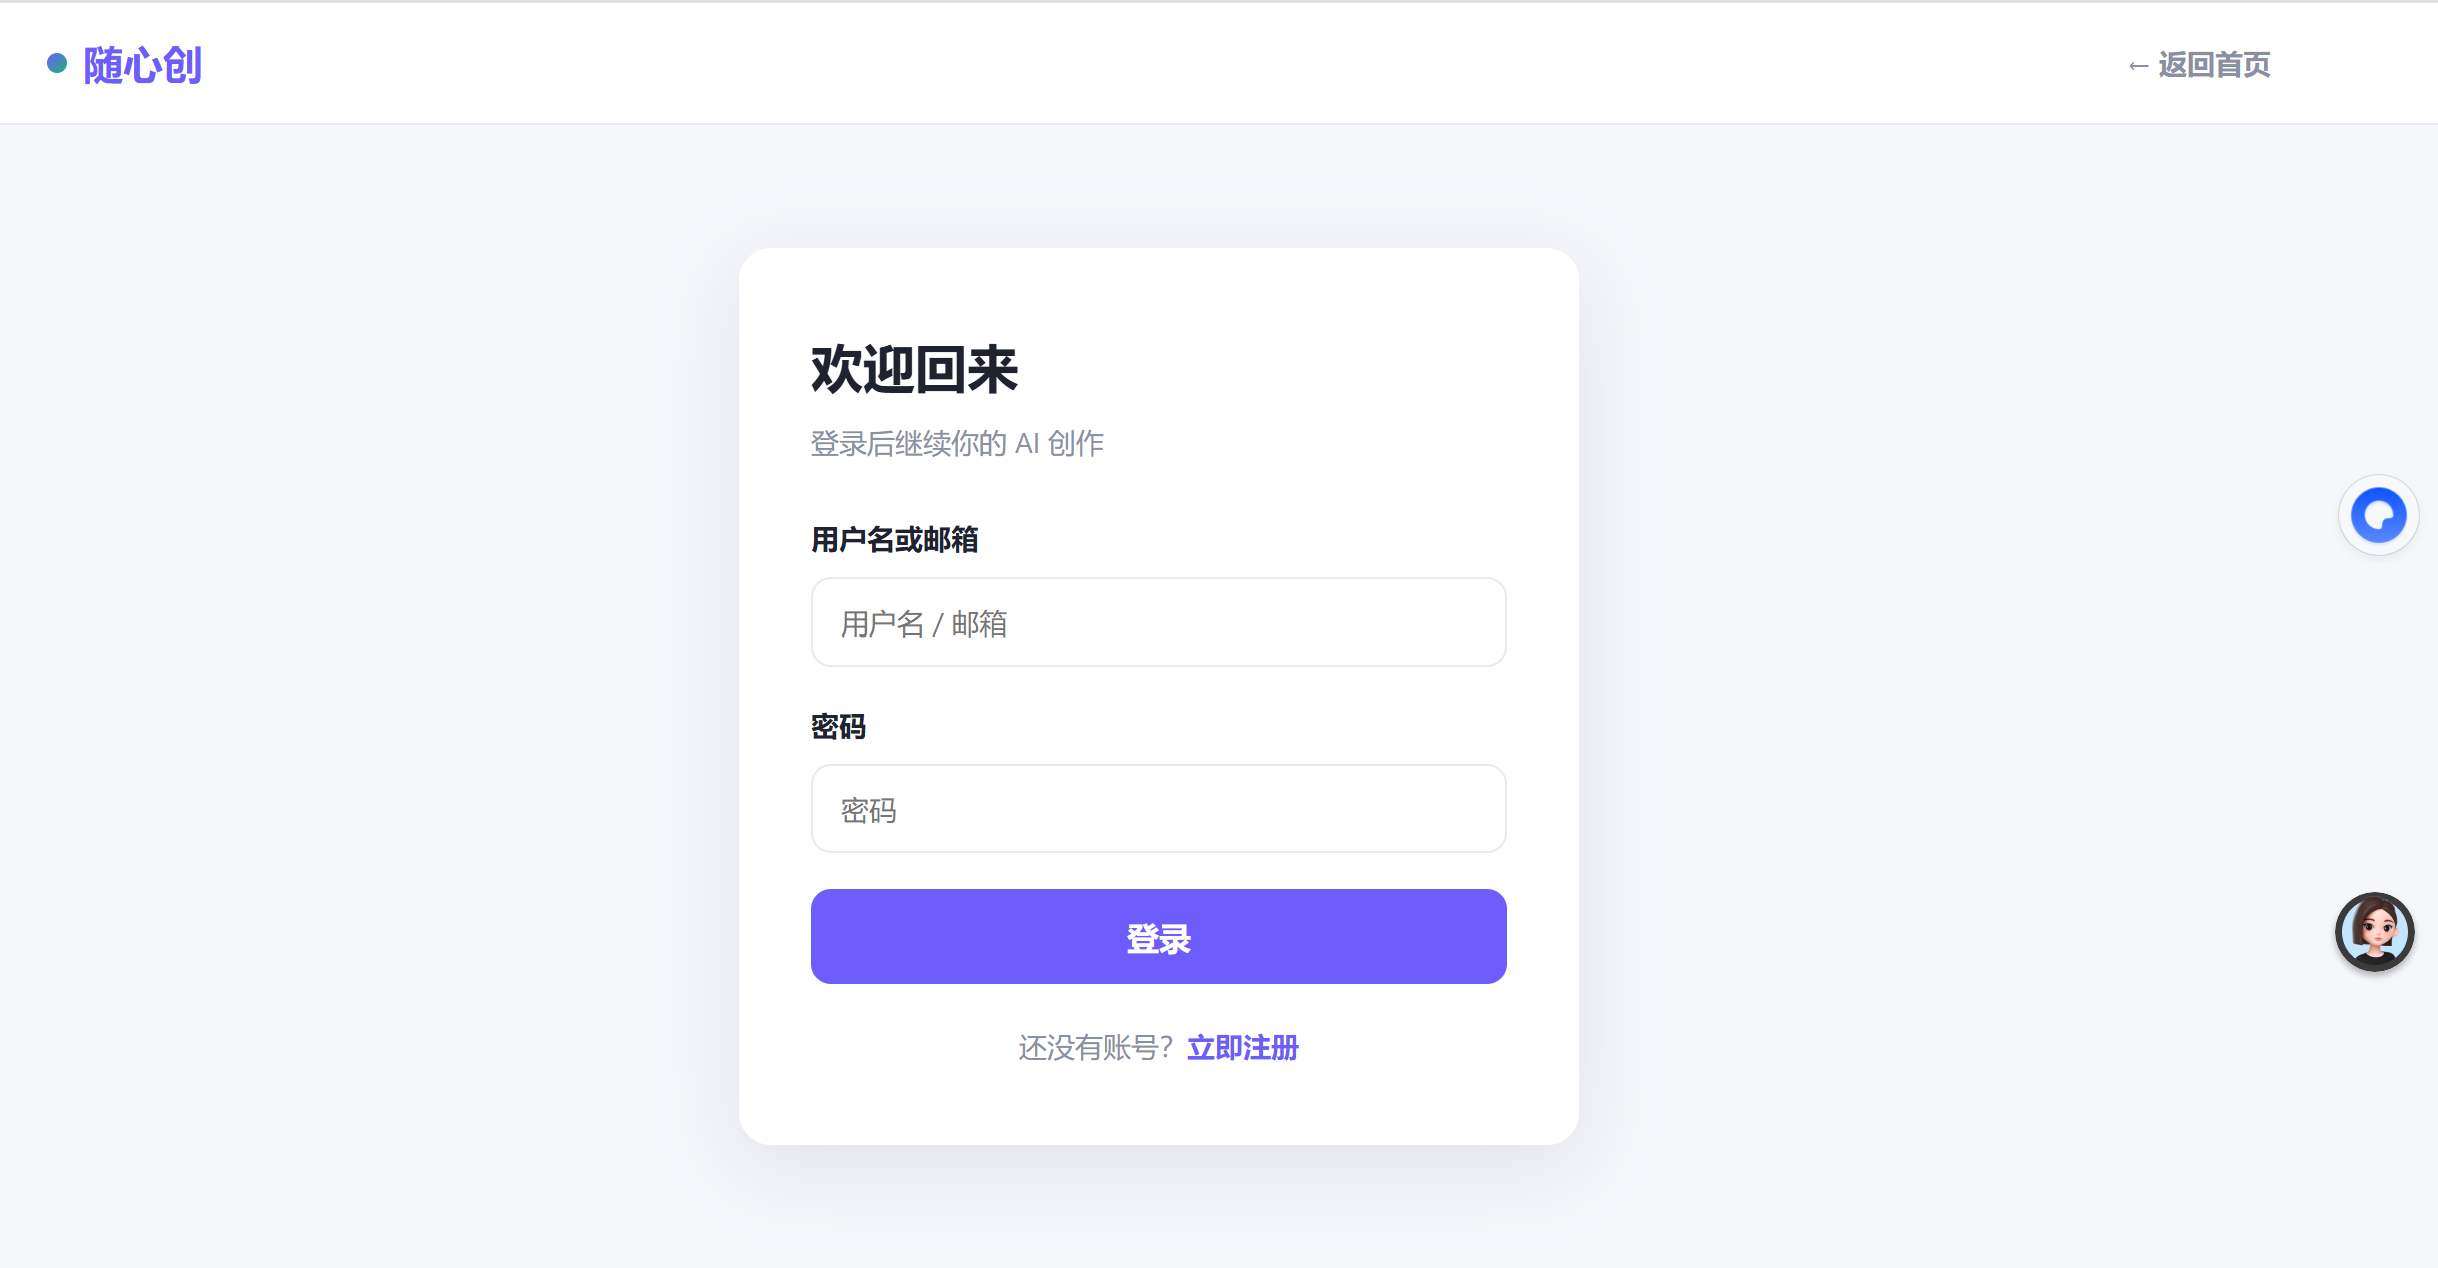 随心创
← 返回首页
欢迎回来
登录后继续你的 AI 创作
用户名或邮箱
用户名 / 邮箱
密码
密码
登录
还没有账号？立即注册